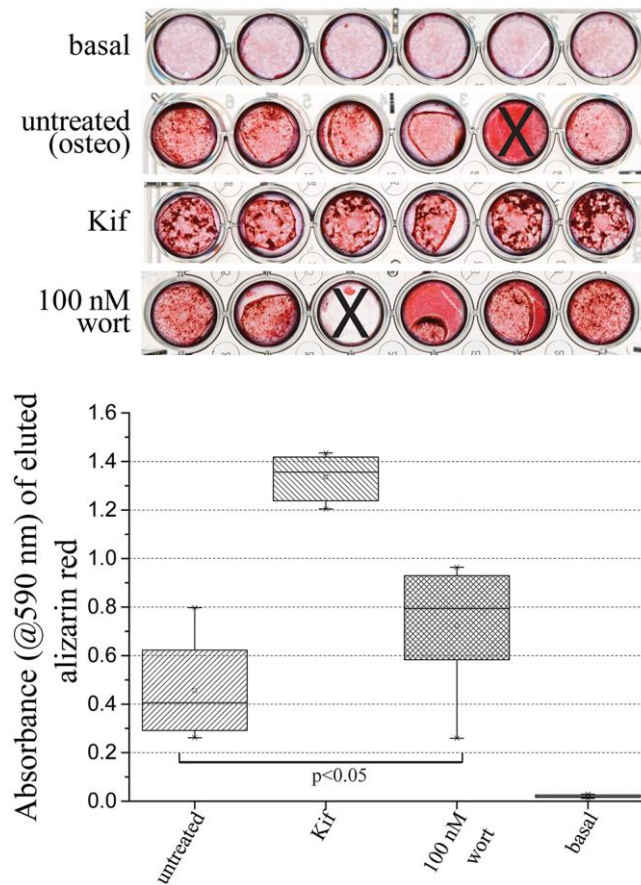 basal
untreated
(osteo)
X
Kif
100 nM
wort
X
Absorbance (@590 nm) of eluted
alizarin red
1.6
1.4
1.2
1.0
0.8
0.6
0.4
0.2
0.0
p<0.05
untreated
Kif
100 nM
wort
basal